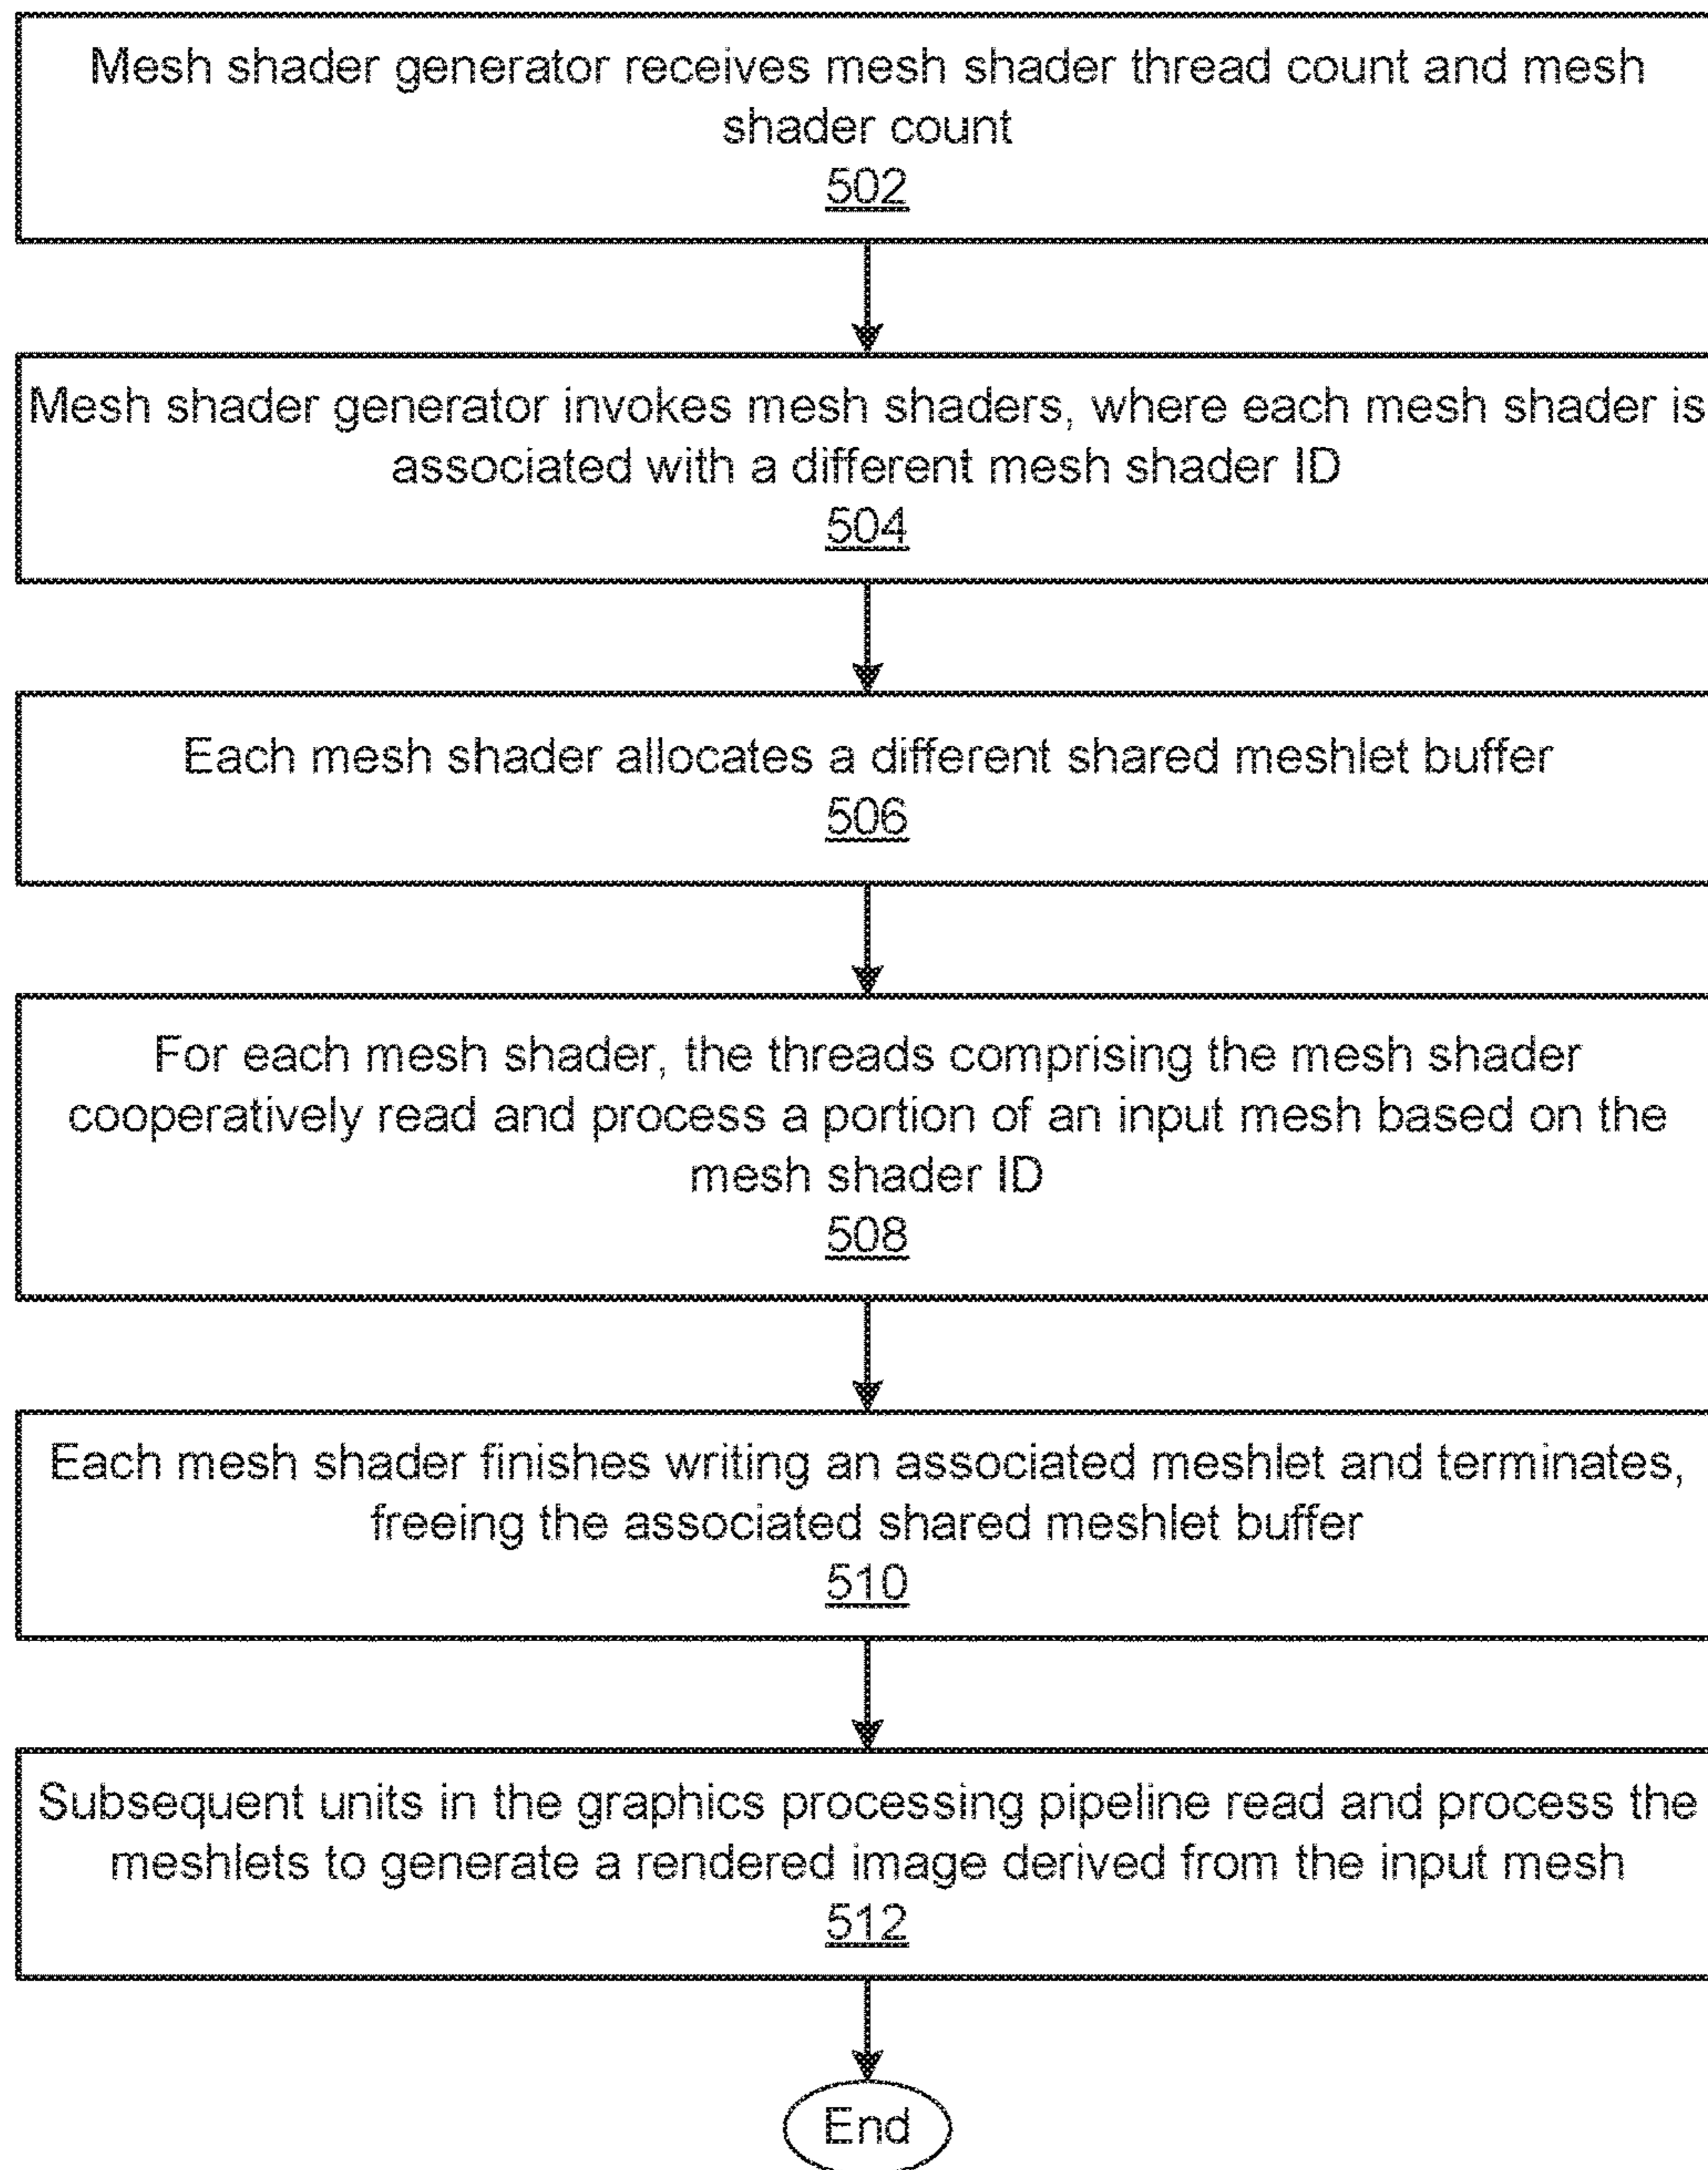 Mesh shader generator receives mesh shader thread count and mesh
shader count
502
Mesh shader generator invokes mesh shaders, where each mesh shader is
associated with a different mesh shader ID
504
Each mesh shader allocates a different shared meshlet buffer
506
For each mesh shader, the threads comprising the mesh shader
cooperatively read and process a portion of an input mesh based on the
mesh shader ID
508
Each mesh shader finishes writing an associated meshlet and terminates,
freeing the associated shared meshlet buffer
510
Subsequent units in the graphics processing pipeline read and process the
meshlets to generate a rendered image derived from the input mesh
512
End